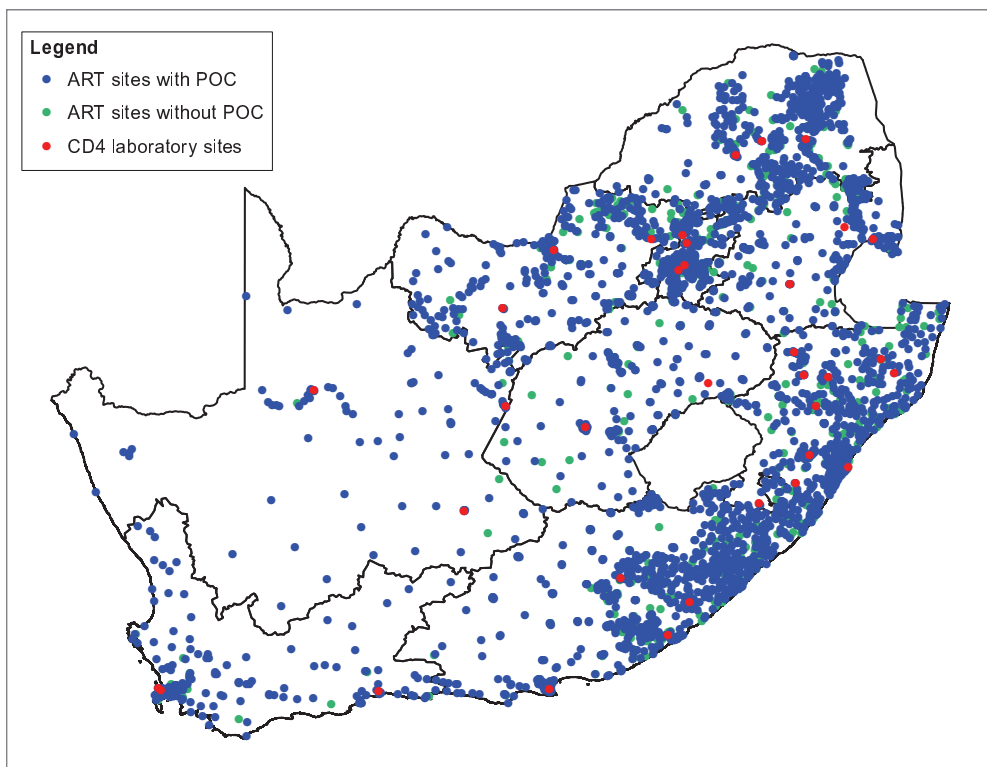 Legend
ART sites with POC
ART sites without POC
CD4 laboratory sites